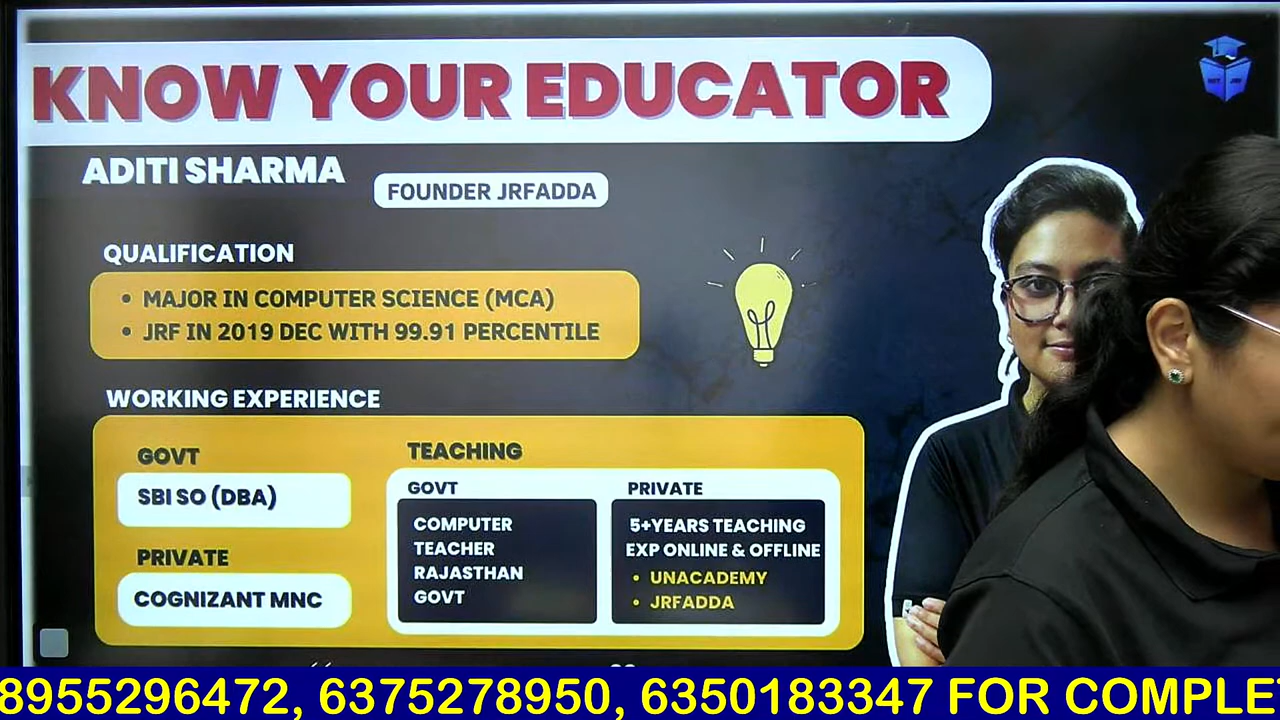 KNOW YOUR EDUCATOR
NET JRF
ADITI SHARMA
FOUNDER JRFADDA
QUALIFICATION
• MAJOR IN COMPUTER SCIENCE (MCA)
• JRF IN 2019 DEC WITH 99.91 PERCENTILE
WORKING EXPERIENCE
GOVT
SBI SO (DBA)
PRIVATE
COGNIZANT MNC
TEACHING
GOVT
COMPUTER
TEACHER
RAJASTHAN
GOVT
PRIVATE
5+YEARS TEACHING
EXP ONLINE & OFFLINE
• UNACADEMY
• JRFADDA
8955296472, 6375278950, 6350183347 FOR COMPLET